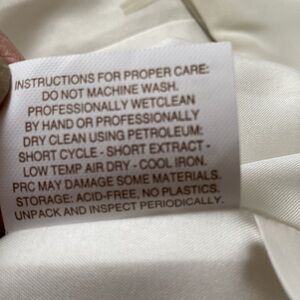 INSTRUCTIONS FOR PROPER CARE:
DO NOT MACHINE WASH.
PROFESSIONALLY WETCLEAN
BY HAND OR PROFESSIONALLY
DRY CLEAN USING PETROLEUM:
SHORT CYCLE - SHORT EXTRACT -
LOW TEMP AIR DRY - COOL IRON.
PRC MAY DAMAGE SOME MATERIALS.
STORAGE: ACID-FREE, NO PLASTICS.
UNPACK AND INSPECT PERIODICALLY.